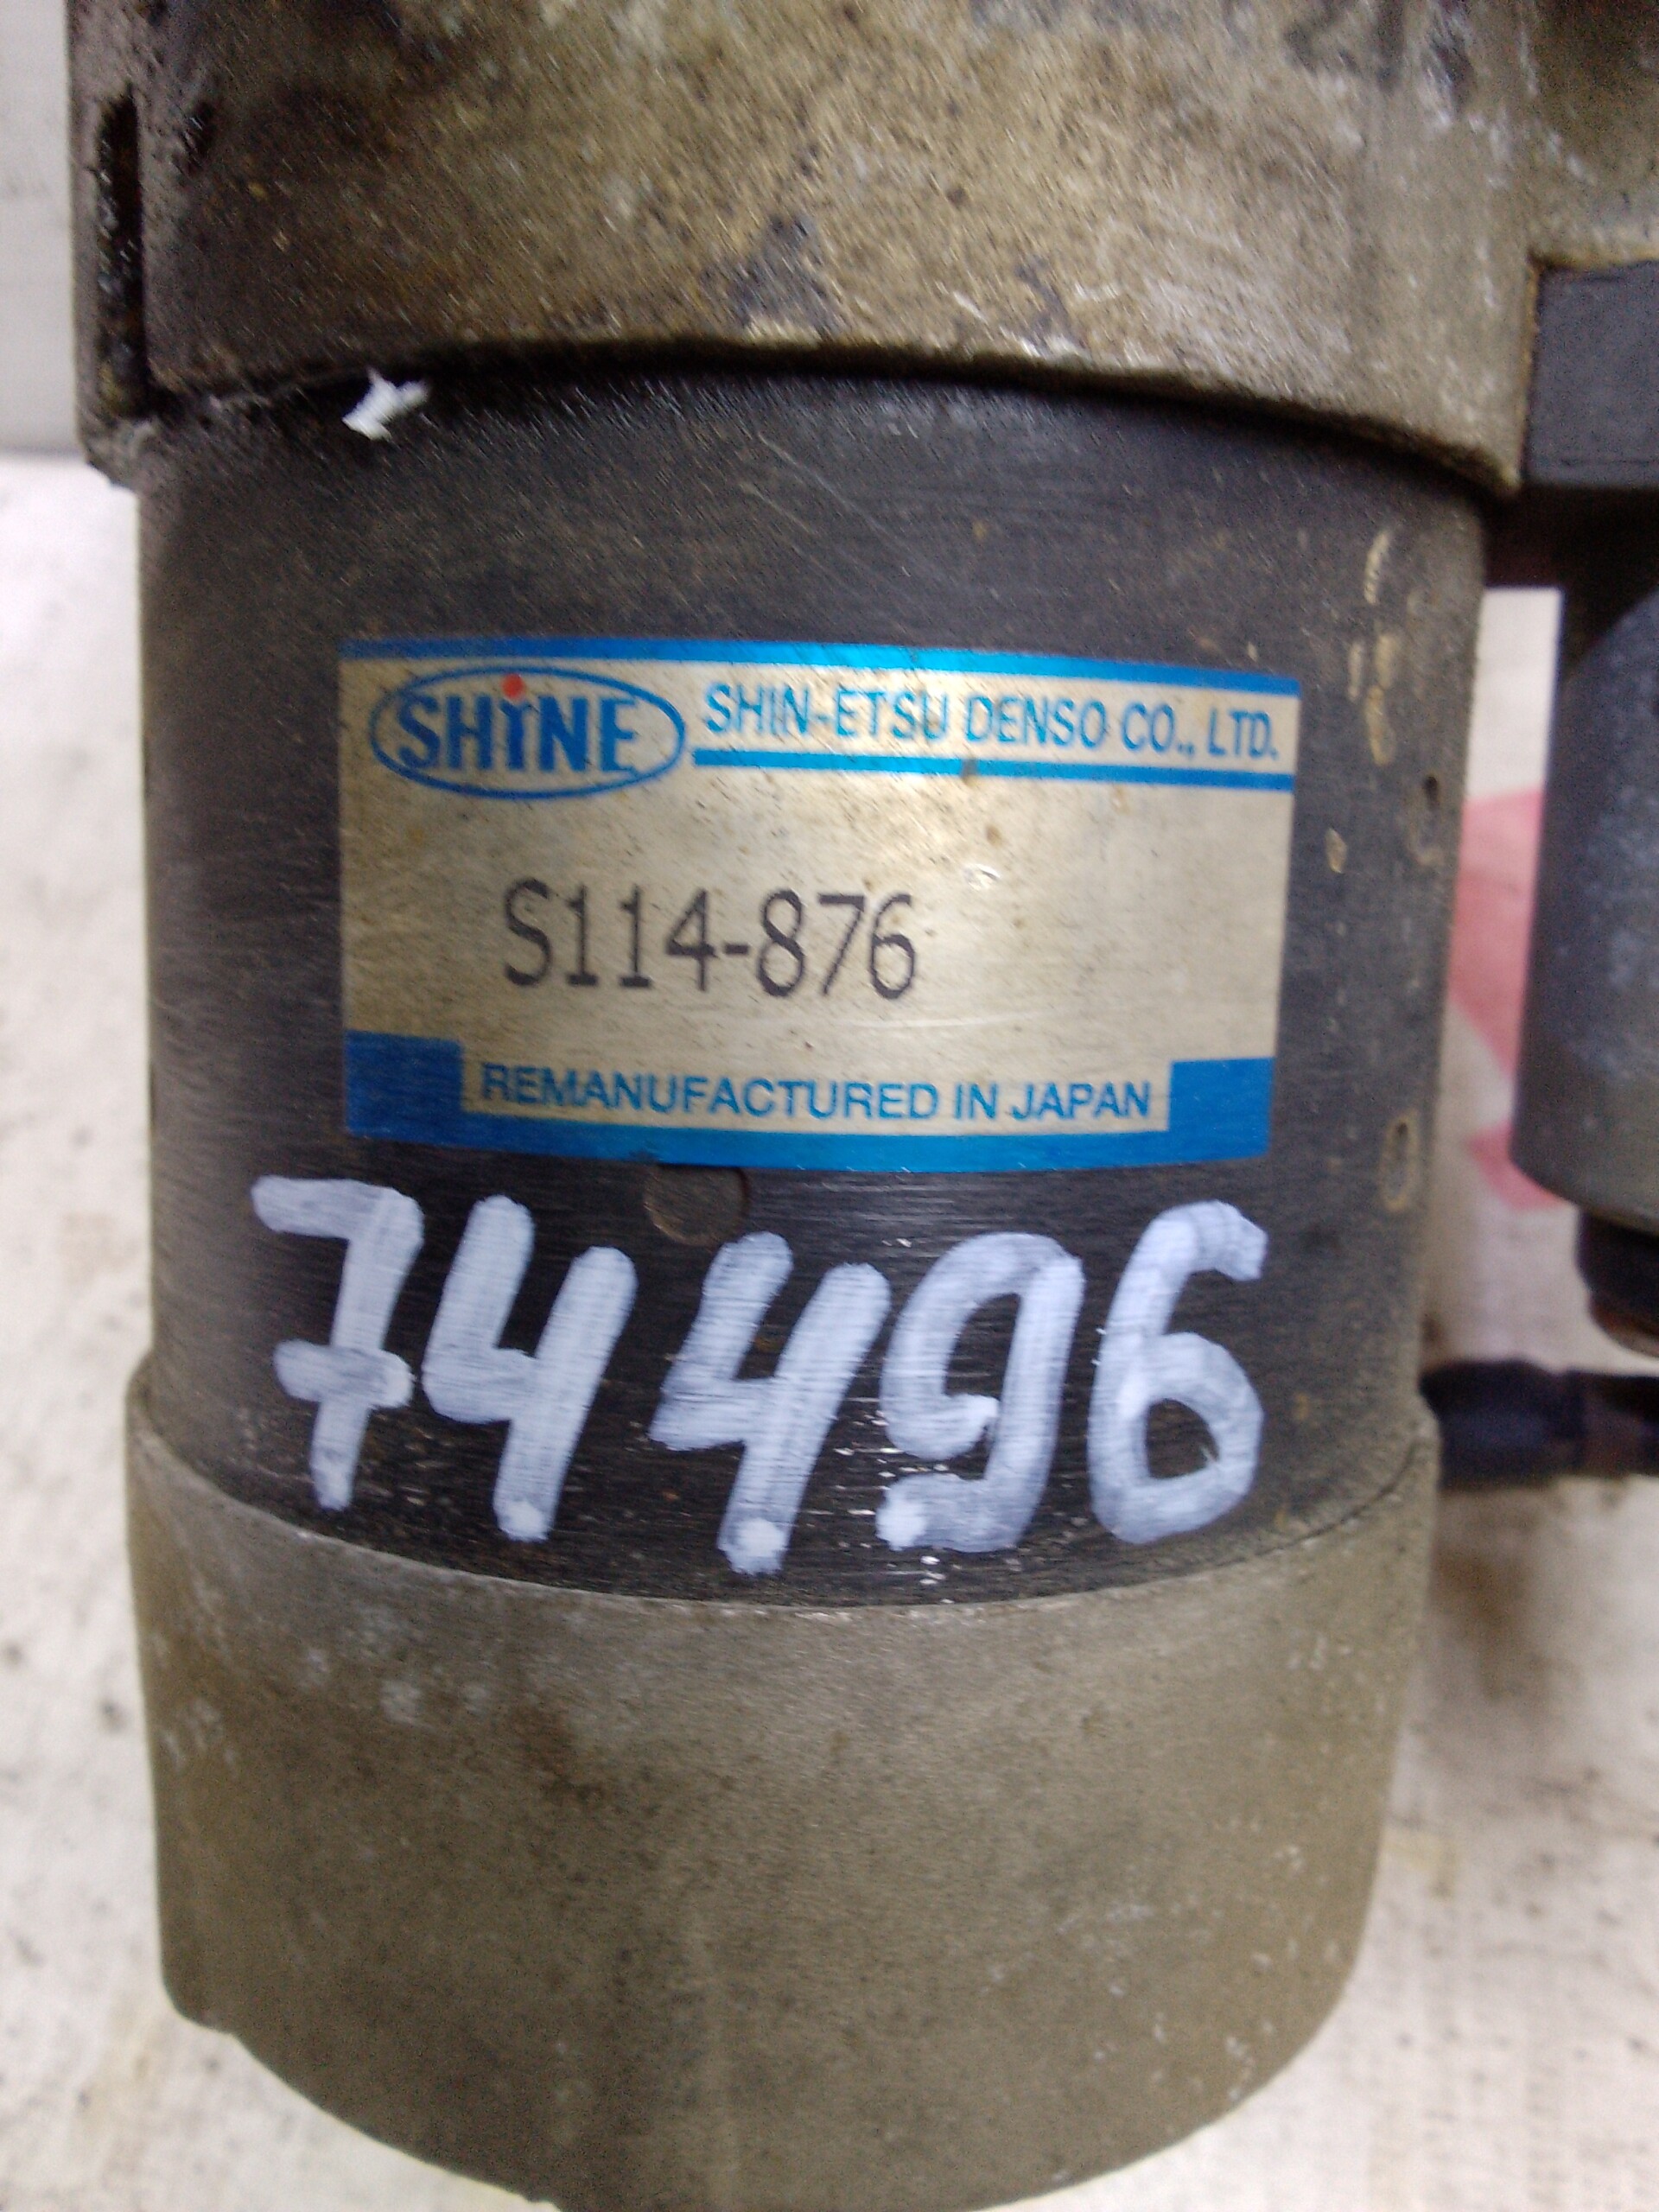 SHiNE SHIN-ETSU DENSO CO., LTD.
S114-876
REMANUFACTURED IN JAPAN
74496